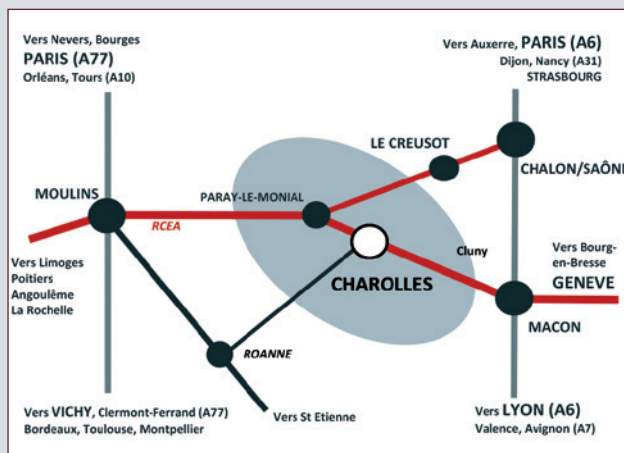 Vers Nevers, Bourges
PARIS (A77)
Orléans, Tours (A10)
Vers Auxerre, PARIS (A6)
Dijon, Nancy (A31)
STRASBOURG
LE CREUSOT
CHALON/SAÔNE
MOULINS
PARAY-LE-MONIAL
RCEA
Cluny
Vers Bourg-
en-Bresse
GENEVE
CHAROLLES
Vers Limoges
Poitiers
Angoulême
La Rochelle
MACON
ROANNE
Vers VICHY, Clermont-Ferrand (A77)
Bordeaux, Toulouse, Montpellier
Vers St Etienne
Vers LYON (A6)
Valence, Avignon (A7)